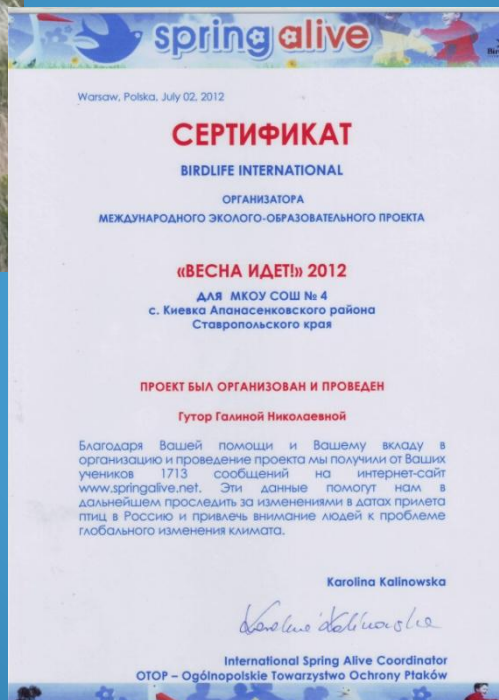 spring alive
Warsaw, Polska, July 02, 2012
СЕРТИФИКАТ
BIRDLIFE INTERNATIONAL
ОРГАНИЗАТОРА
МЕЖДУНАРОДНОГО ЭКОЛОГО-ОБРАЗОВАТЕЛЬНОГО ПРОЕКТА
«ВЕСНА ИДЕТ!» 2012
ДЛЯ МКОУ СОШ № 4
с. Киевка Апанасенковского района
Ставропольского края
ПРОЕКТ БЫЛ ОРГАНИЗОВАН И ПРОВЕДЕН
Гутор Галиной Николаевной
Благодаря Вашей помощи и Вашему вкладу в
организацию и проведение проекта мы получили от Ваших
учеников 1713 сообщений на интернет-сайт
www.springalive.net. Эти данные помогут нам в
дальнейшем проследить за изменениями в датах прилета
птиц в Россию и привлечь внимание людей к проблеме
глобального изменения климата.
Karolina Kalinowska
Karolina Kalinowska
International Spring Alive Coordinator
OTOP – Ogólnopolskie Towarzystwo Ochrony Ptaków